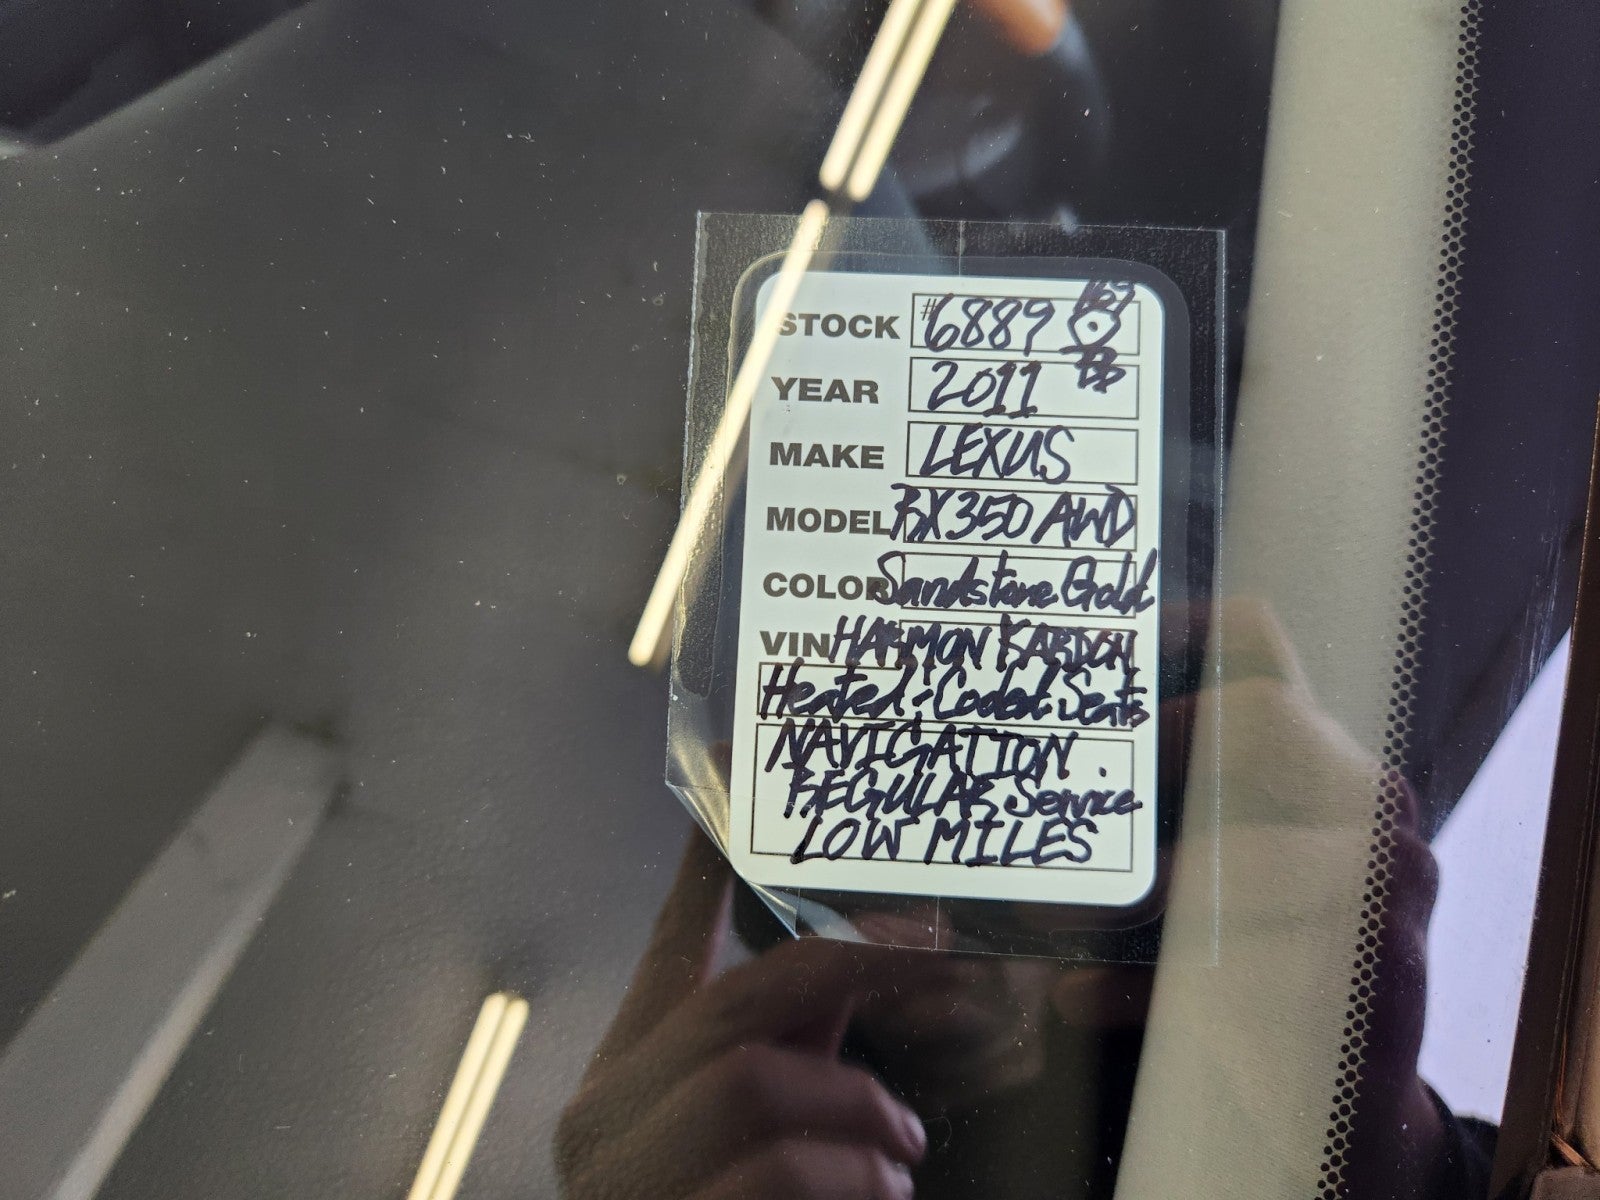 STOCK #6889 169
YEAR 2011
MAKE LEXUS
MODEL RX350 AWD
COLOR Sandstone Gold
VIN HARMON KARDON
Heated & Cooled Seats
NAVIGATION
REGULAR Service
LOW MILES